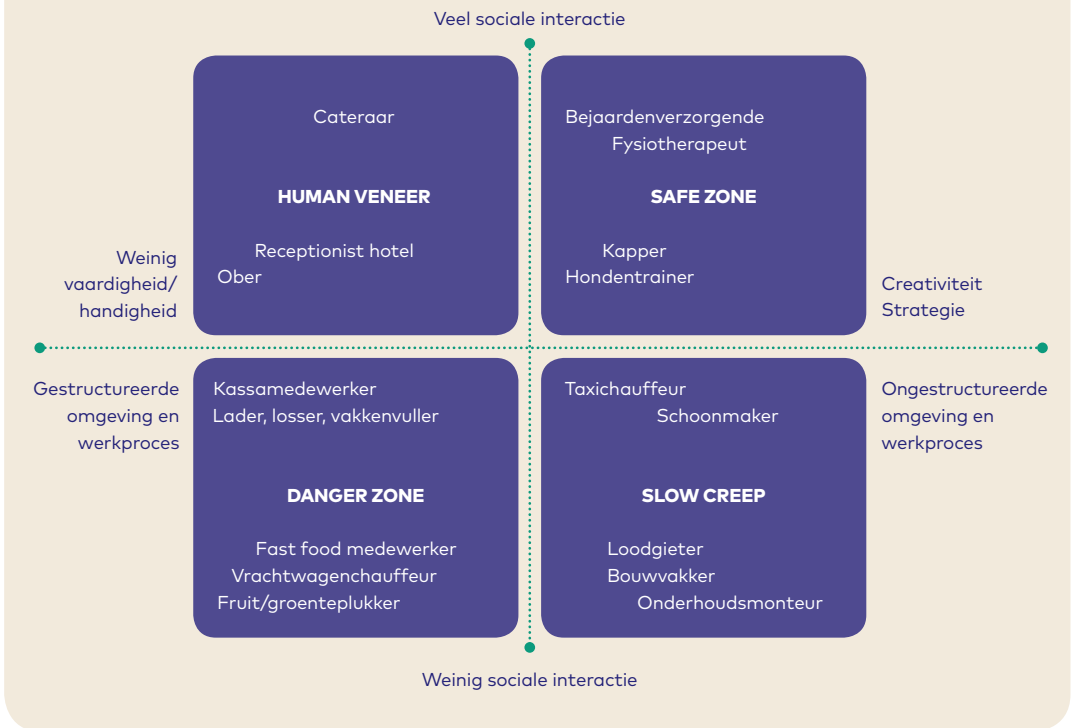 Veel sociale interactie
Cateraar
HUMAN VENEER
Receptionist hotel
Ober
Bejaardenverzorgende
Fysiotherapeut
SAFE ZONE
Kapper
Hondentrainer
Weinig
vaardigheid/
handigheid
Creativiteit
Strategie
Gestructureerde
omgeving en
werkproces
Kassamedewerker
Lader, losser, vakkenvuller
DANGER ZONE
Fast food medewerker
Vrachtwagenchauffeur
Fruit/groenteplukker
Taxichauffeur
Schoonmaker
SLOW CREEP
Loodgieter
Bouwvakker
Onderhoudsmonteur
Ongestructureerde
omgeving en
werkproces
Weinig sociale interactie